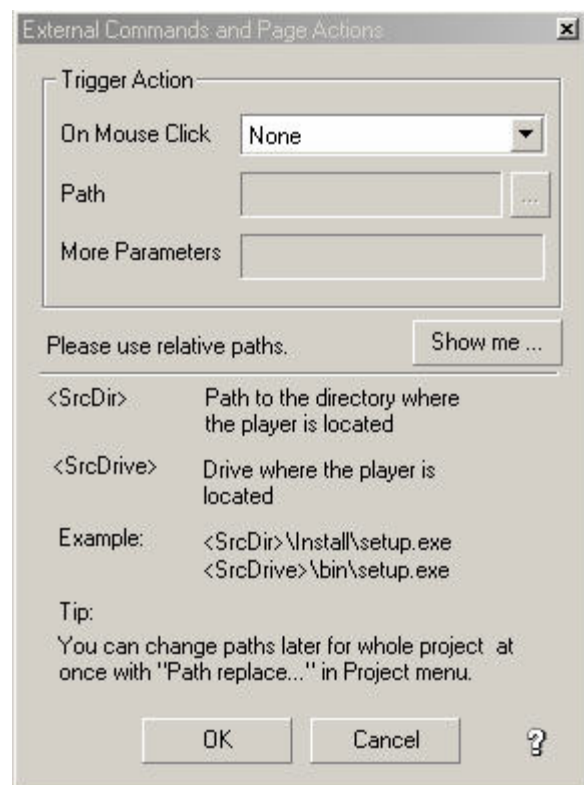 External Commands and Page Actions
Trigger Action
On Mouse Click None
Path ...
More Parameters
Please use relative paths. Show me ...
<SrcDir> Path to the directory where
the player is located
<SrcDrive> Drive where the player is
located
Example: <SrcDir>\Install\setup.exe
<SrcDrive>\bin\setup.exe
Tip:
You can change paths later for whole project at
once with "Path replace..." in Project menu.
OK Cancel ?